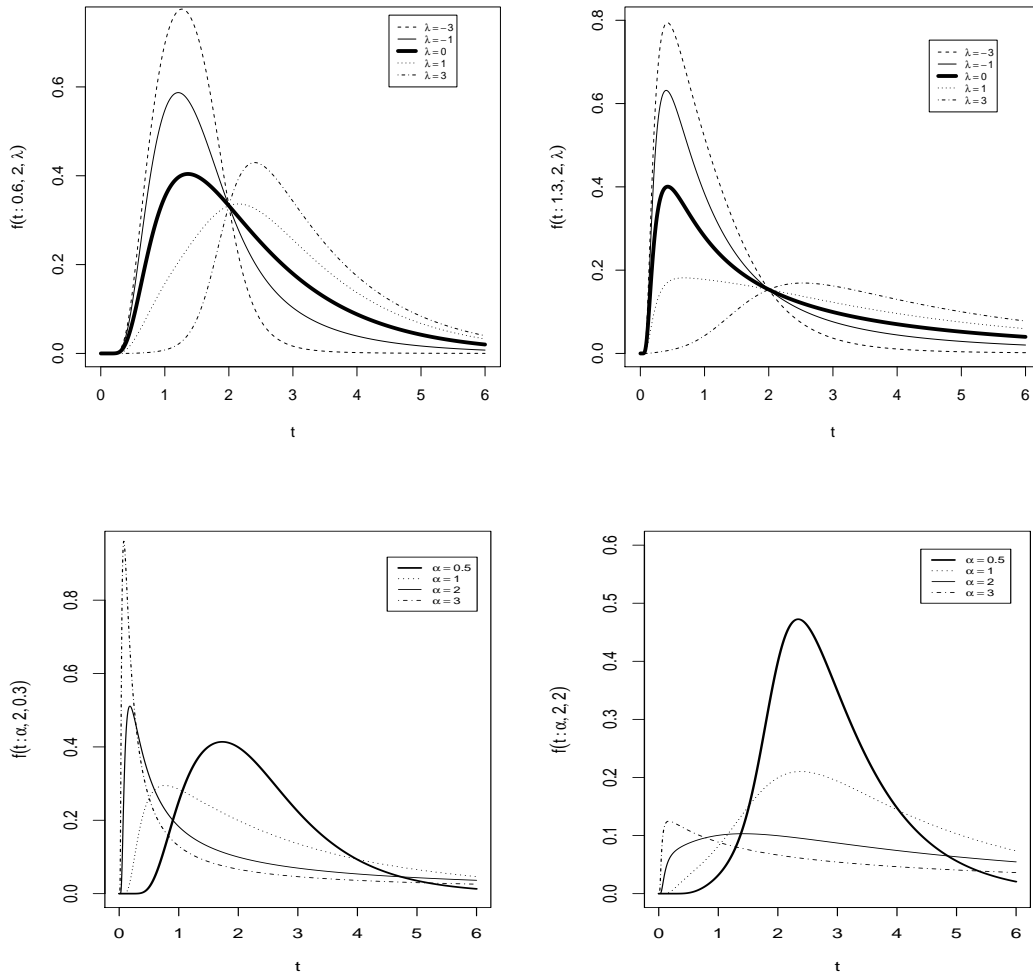 f(t : 0.6, 2, λ)
0.0
0.2
0.4
0.6
λ = −3
λ = −1
λ = 0
λ = 1
λ = 3
0 1 2 3 4 5 6
t
f(t : 1.3, 2, λ)
0.0
0.2
0.4
0.6
0.8
λ = −3
λ = −1
λ = 0
λ = 1
λ = 3
0 1 2 3 4 5 6
t
f(t : α, 2, 0.3)
0.0
0.2
0.4
0.6
0.8
α = 0.5
α = 1
α = 2
α = 3
0 1 2 3 4 5 6
t
f(t : α, 2, 2)
0.0
0.1
0.2
0.3
0.4
0.5
0.6
α = 0.5
α = 1
α = 2
α = 3
0 1 2 3 4 5 6
t